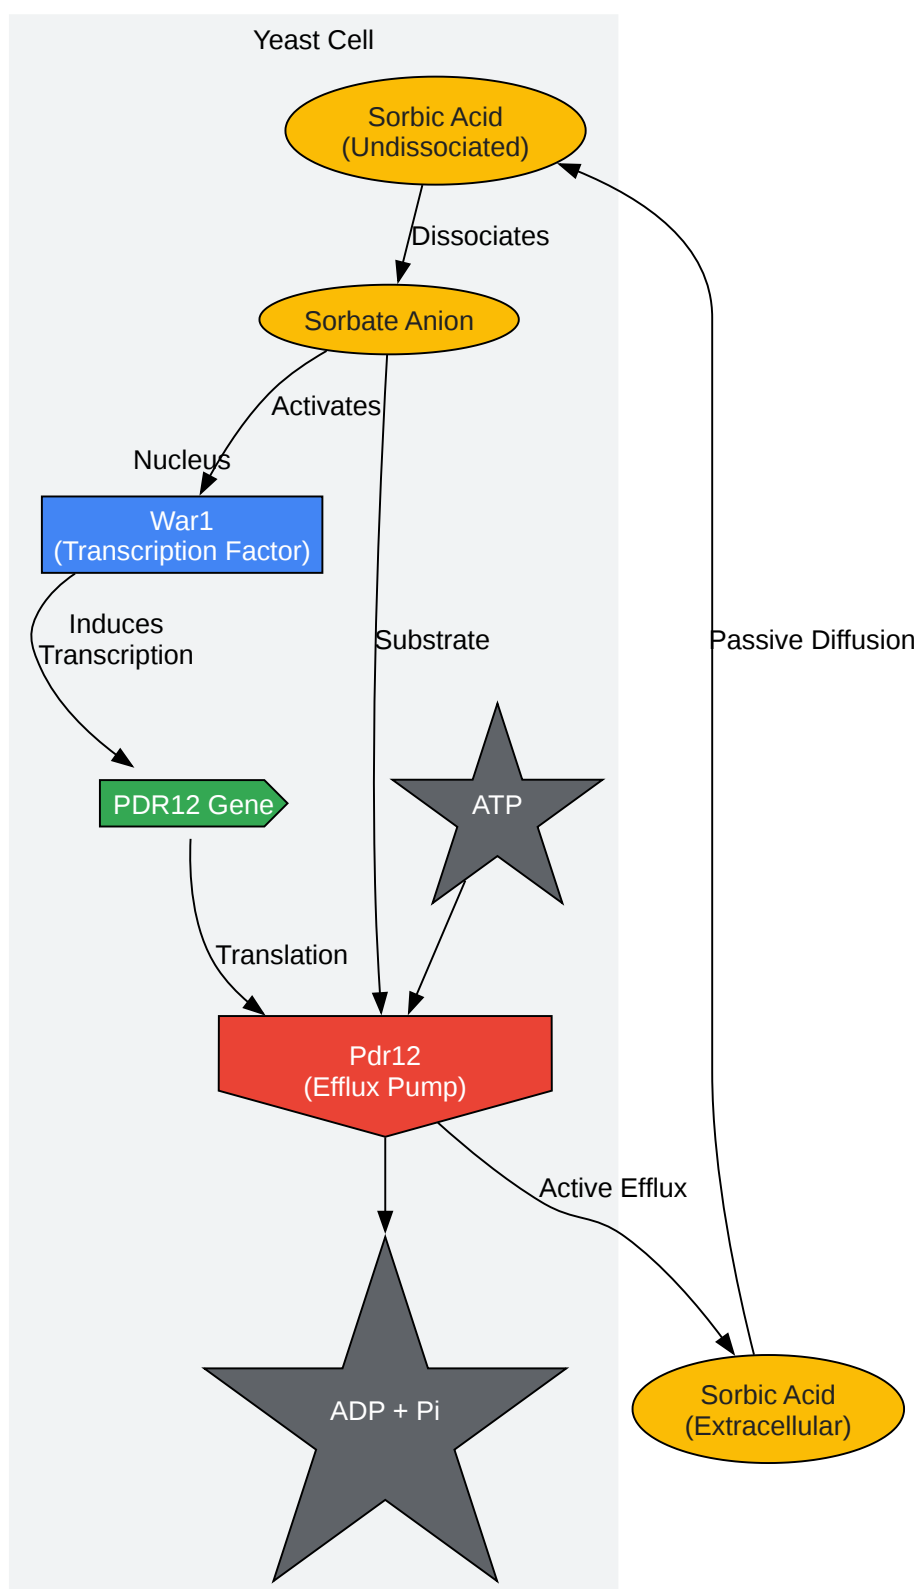 Yeast Cell
Sorbic Acid
(Undissociated)
Dissociates
Sorbate Anion
Activates
Nucleus
War1
(Transcription Factor)
Induces
Transcription
Substrate
Passive Diffusion
PDR12 Gene
ATP
Translation
Pdr12
(Efflux Pump)
Active Efflux
ADP + Pi
Sorbic Acid
(Extracellular)